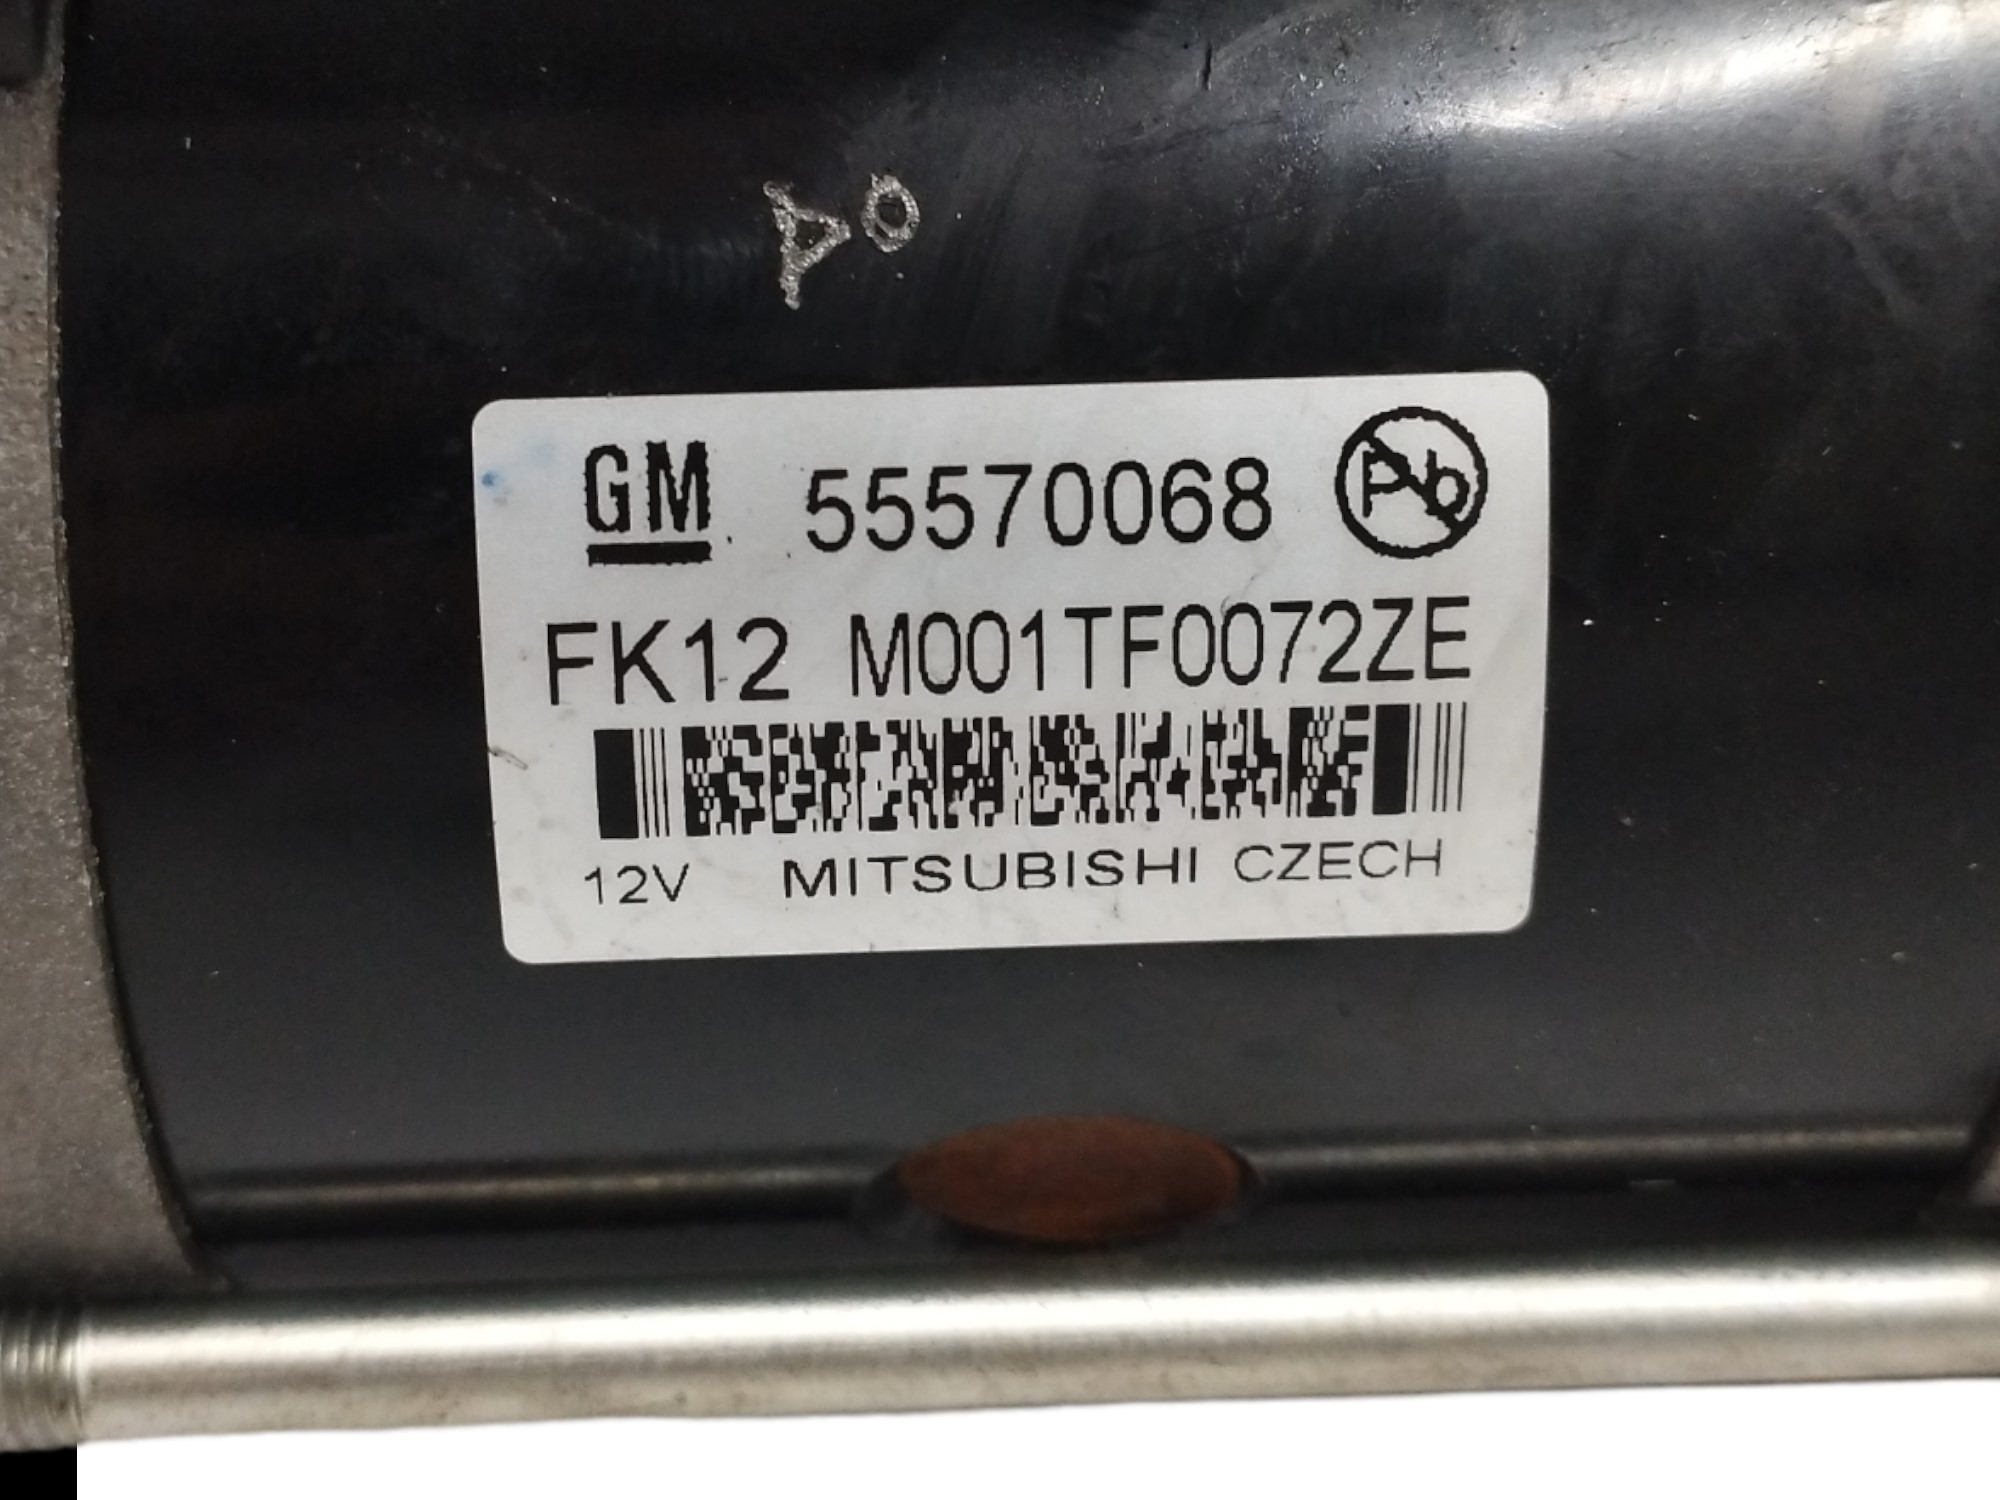 GM 55570068 Pb
FK12 M001TF0072ZE
12V MITSUBISHI CZECH